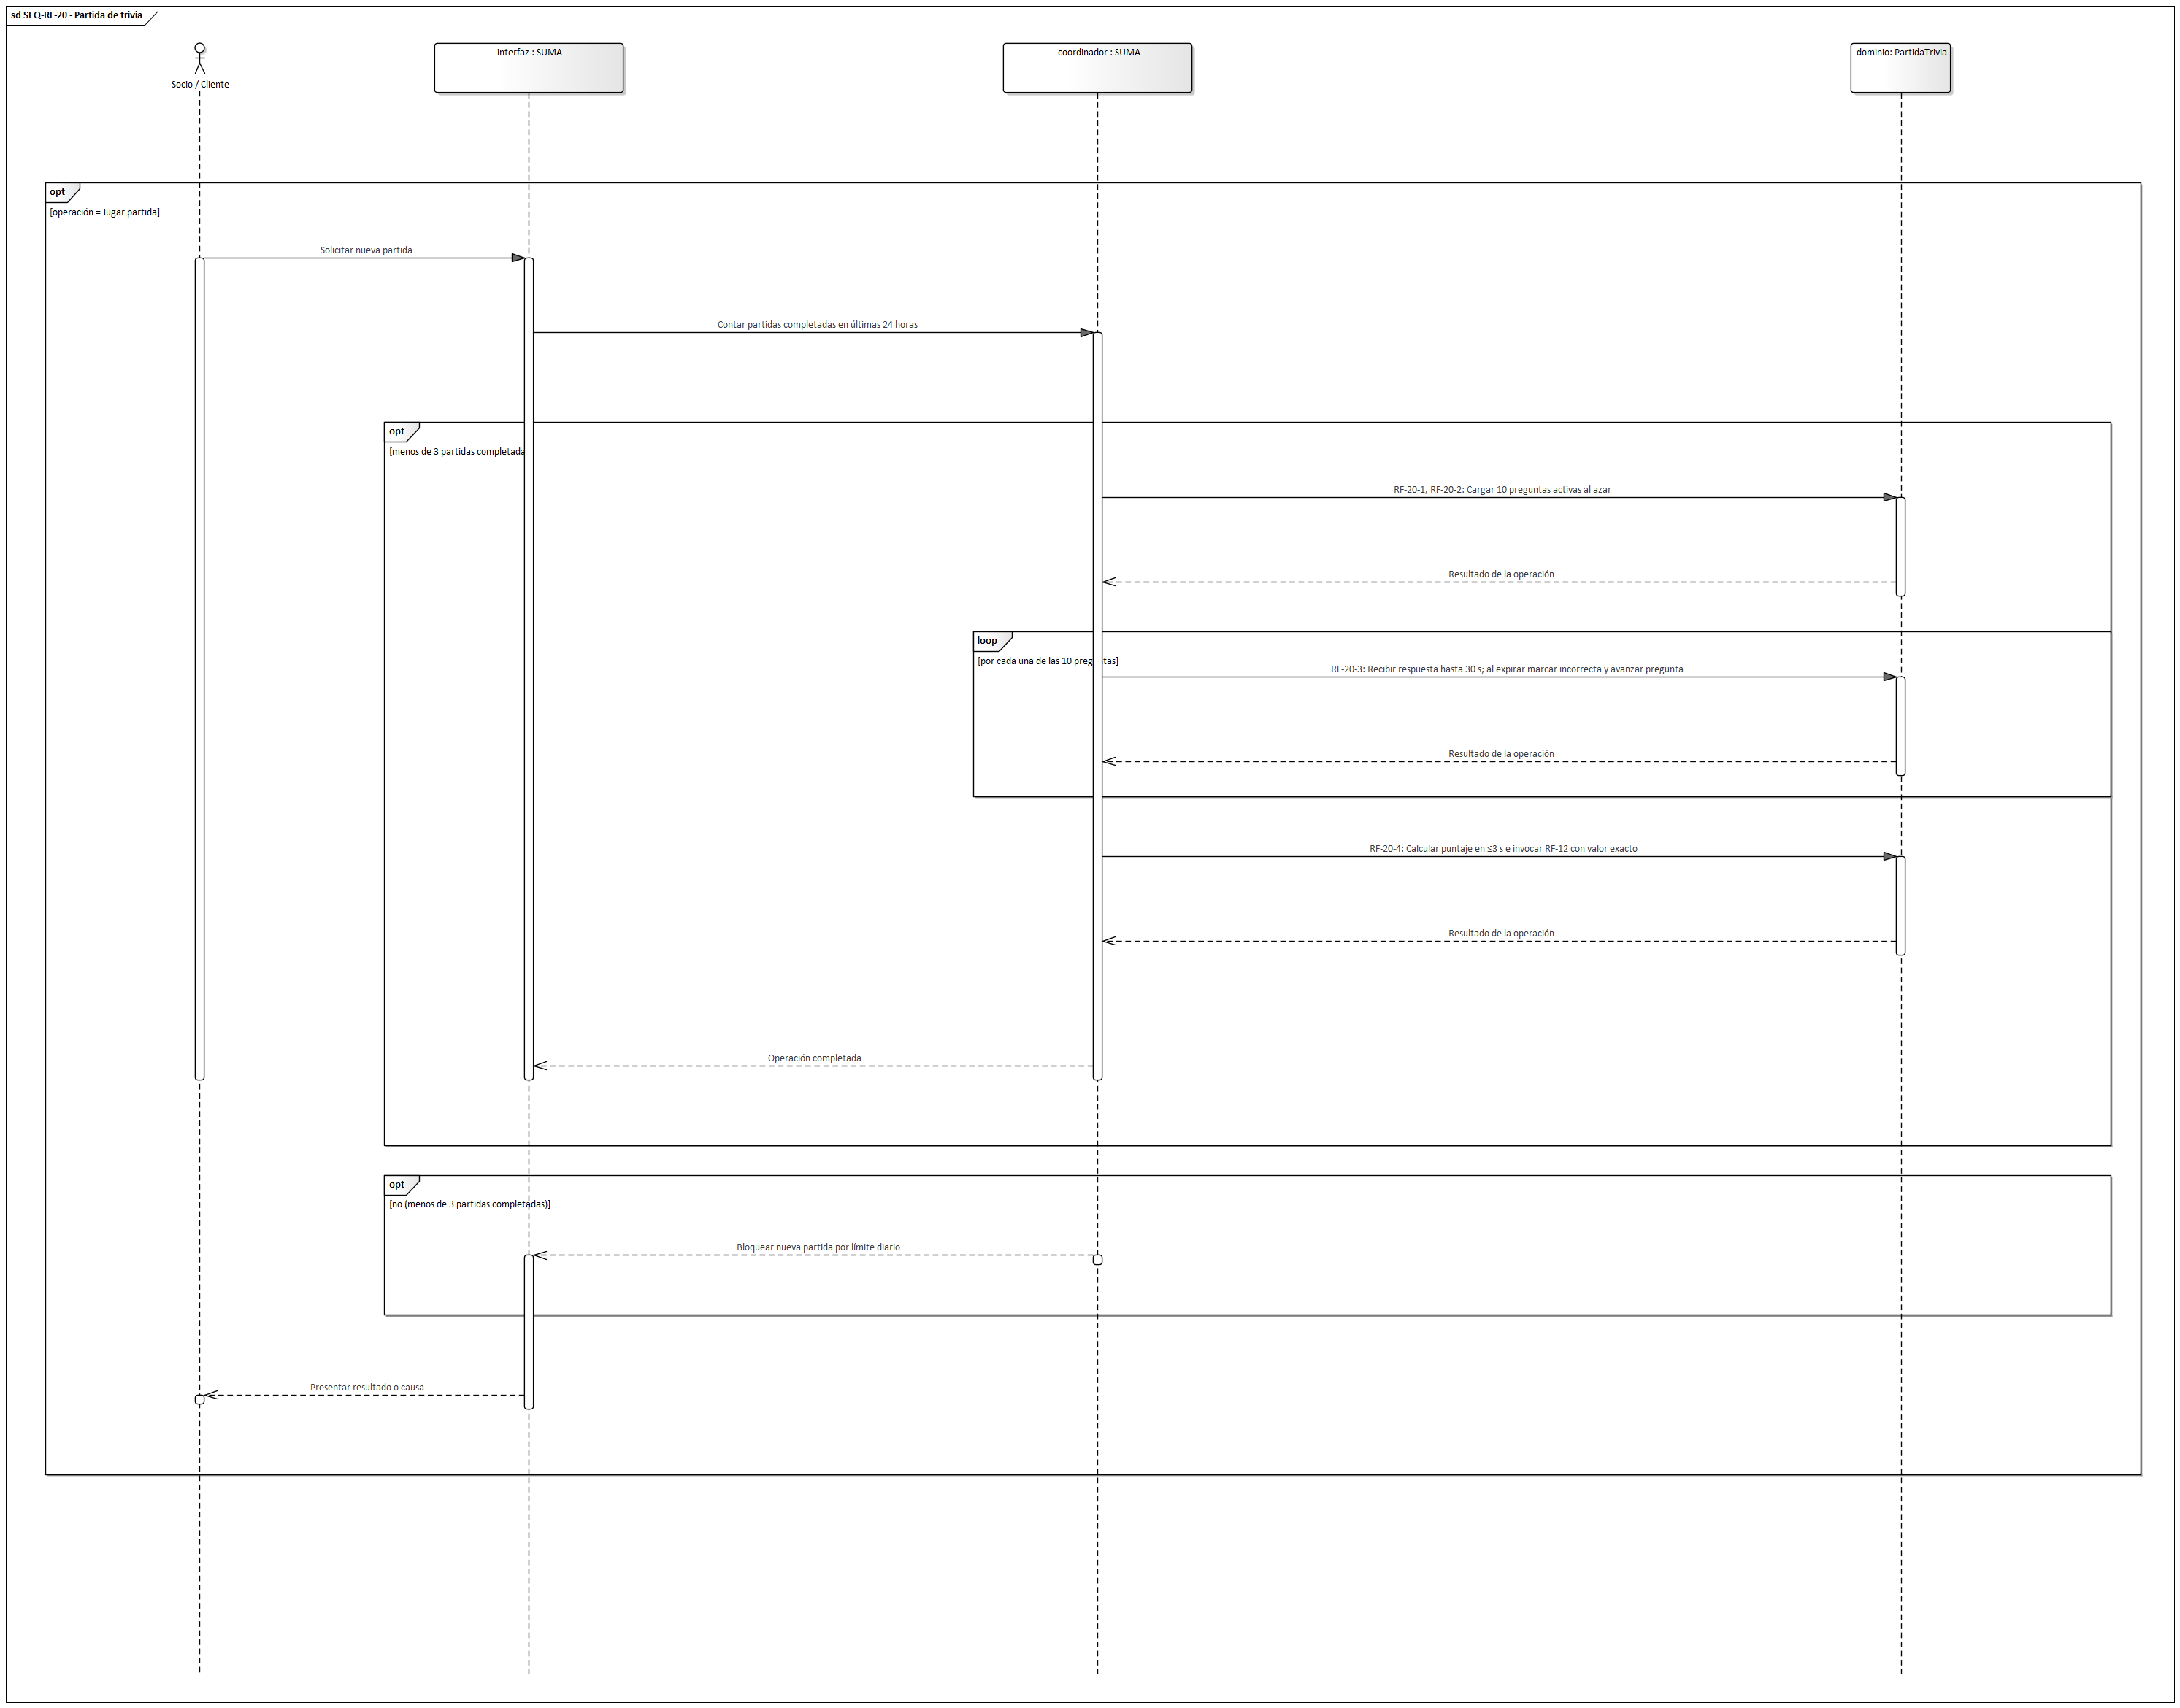 sd SEQ-RF-20 - Partida de trivia
Socio / Cliente
interfaz : SUMA
coordinador : SUMA
dominio: PartidaTrivia
opt
[operación = Jugar partida]
Solicitar nueva partida
Contar partidas completadas en últimas 24 horas
opt
[menos de 3 partidas completada
RF-20-1, RF-20-2: Cargar 10 preguntas activas al azar
Resultado de la operación
loop
[por cada una de las 10 preguntas]
RF-20-3: Recibir respuesta hasta 30 s; al expirar marcar incorrecta y avanzar pregunta
Resultado de la operación
RF-20-4: Calcular puntaje en ≤3 s e invocar RF-12 con valor exacto
Resultado de la operación
Operación completada
opt
[no (menos de 3 partidas completadas)]
Bloquear nueva partida por límite diario
Presentar resultado o causa